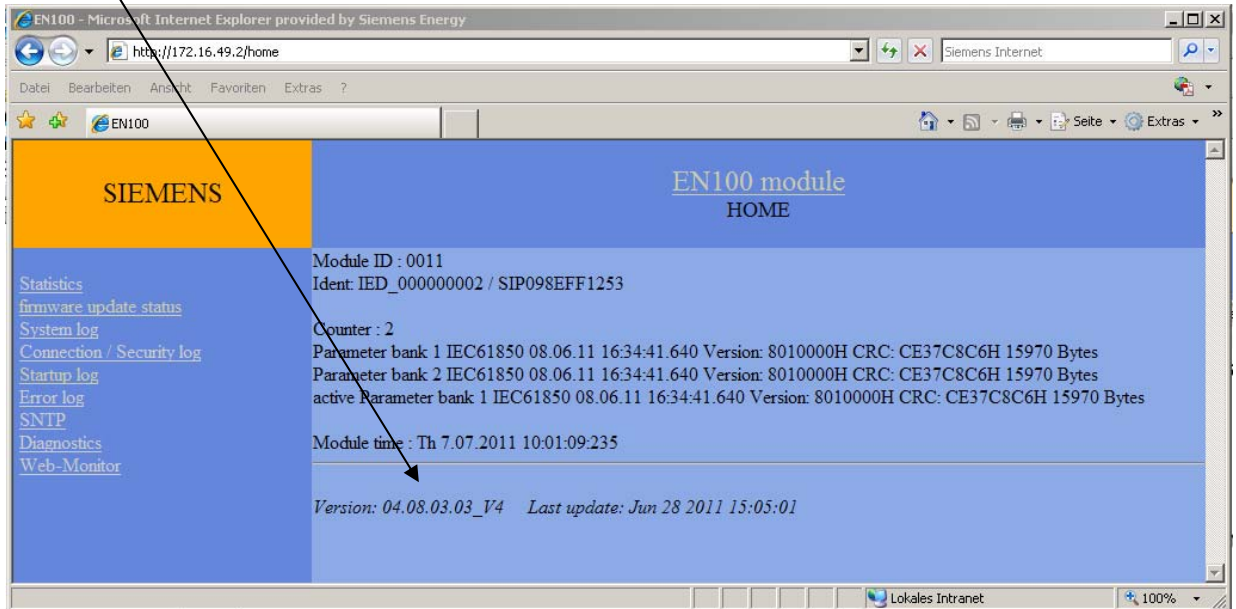 EN100 - Microsoft Internet Explorer provided by Siemens Energy
http://172.16.49.2/home
Siemens Internet
Datei Bearbeiten Ansicht Favoriten Extras ?
EN100
Seite Extras
SIEMENS
EN100 module
HOME
Statistics
firmware update status
System log
Connection / Security log
Startup log
Error log
SNTP
Diagnostics
Web-Monitor
Module ID : 0011
Ident: IED_000000002 / SIP098EFF1253
Counter : 2
Parameter bank 1 IEC61850 08.06.11 16:34:41.640 Version: 8010000H CRC: CE37C8C6H 15970 Bytes
Parameter bank 2 IEC61850 08.06.11 16:34:41.640 Version: 8010000H CRC: CE37C8C6H 15970 Bytes
active Parameter bank 1 IEC61850 08.06.11 16:34:41.640 Version: 8010000H CRC: CE37C8C6H 15970 Bytes
Module time : Th 7.07.2011 10:01:09:235
Version: 04.08.03.03_V4 Last update: Jun 28 2011 15:05:01
Lokales Intranet
100%